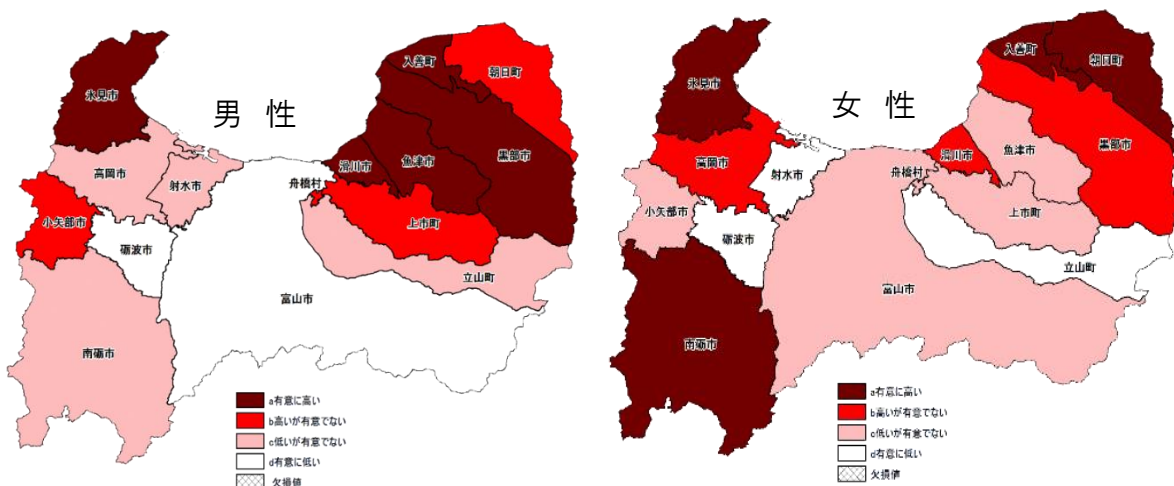 男 性
氷見市
入善町
朝日町
高岡市
射水市
滑川市
魚津市
黒部市
舟橋村
小矢部市
砺波市
上市町
立山町
富山市
南砺市
a有意に高い
b高いが有意でない
c低いが有意でない
d有意に低い
欠損値
女 性
氷見市
入善町
朝日町
高岡市
射水市
滑川市
魚津市
黒部市
舟橋村
小矢部市
砺波市
上市町
立山町
富山市
南砺市
a有意に高い
b高いが有意でない
c低いが有意でない
d有意に低い
欠損値